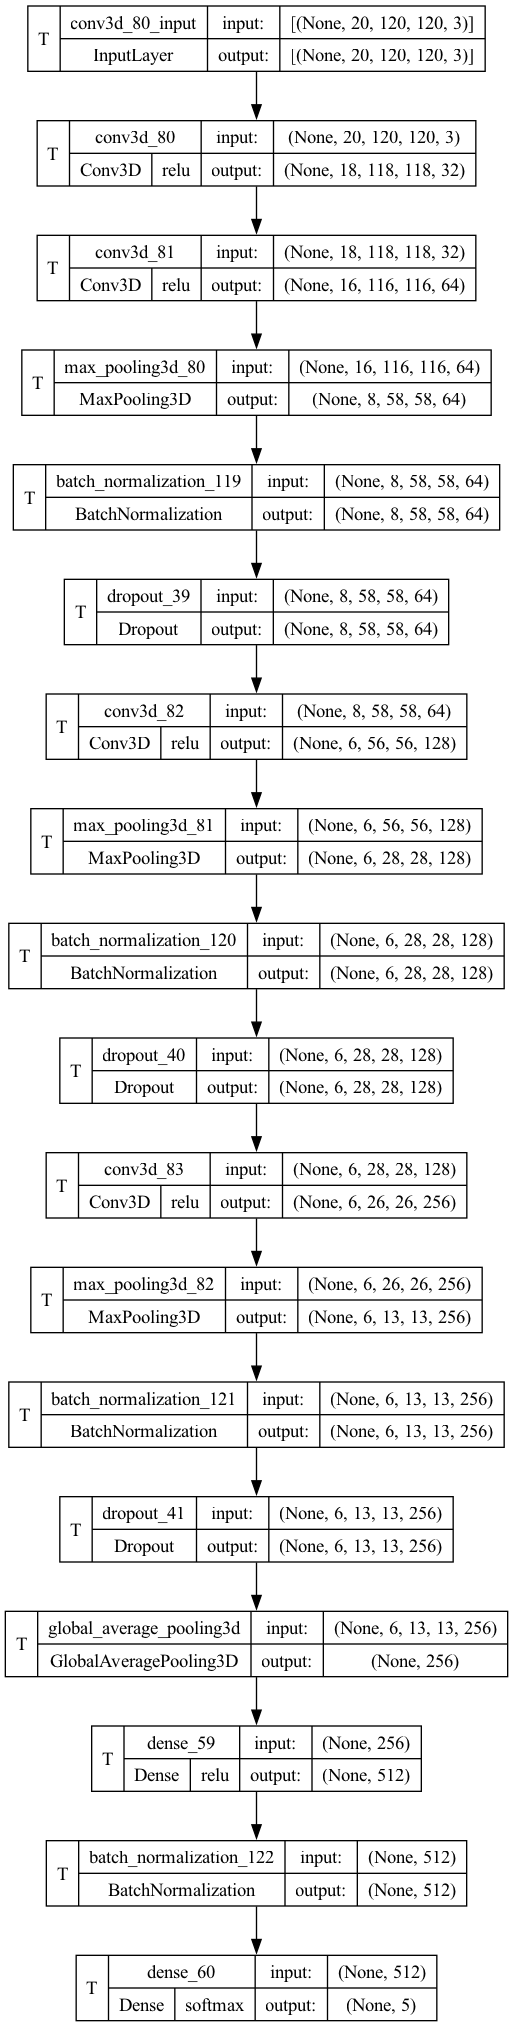 T conv3d_80_input input: [(None, 20, 120, 120, 3)]
InputLayer output: [(None, 20, 120, 120, 3)]
T conv3d_80 input: (None, 20, 120, 120, 3)
Conv3D relu output: (None, 18, 118, 118, 32)
T conv3d_81 input: (None, 18, 118, 118, 32)
Conv3D relu output: (None, 16, 116, 116, 64)
T max_pooling3d_80 input: (None, 16, 116, 116, 64)
MaxPooling3D output: (None, 8, 58, 58, 64)
T batch_normalization_119 input: (None, 8, 58, 58, 64)
BatchNormalization output: (None, 8, 58, 58, 64)
T dropout_39 input: (None, 8, 58, 58, 64)
Dropout output: (None, 8, 58, 58, 64)
T conv3d_82 input: (None, 8, 58, 58, 64)
Conv3D relu output: (None, 6, 56, 56, 128)
T max_pooling3d_81 input: (None, 6, 56, 56, 128)
MaxPooling3D output: (None, 6, 28, 28, 128)
T batch_normalization_120 input: (None, 6, 28, 28, 128)
BatchNormalization output: (None, 6, 28, 28, 128)
T dropout_40 input: (None, 6, 28, 28, 128)
Dropout output: (None, 6, 28, 28, 128)
T conv3d_83 input: (None, 6, 28, 28, 128)
Conv3D relu output: (None, 6, 26, 26, 256)
T max_pooling3d_82 input: (None, 6, 26, 26, 256)
MaxPooling3D output: (None, 6, 13, 13, 256)
T batch_normalization_121 input: (None, 6, 13, 13, 256)
BatchNormalization output: (None, 6, 13, 13, 256)
T dropout_41 input: (None, 6, 13, 13, 256)
Dropout output: (None, 6, 13, 13, 256)
T global_average_pooling3d input: (None, 6, 13, 13, 256)
GlobalAveragePooling3D output: (None, 256)
T dense_59 input: (None, 256)
Dense relu output: (None, 512)
T batch_normalization_122 input: (None, 512)
BatchNormalization output: (None, 512)
T dense_60 input: (None, 512)
Dense softmax output: (None, 5)